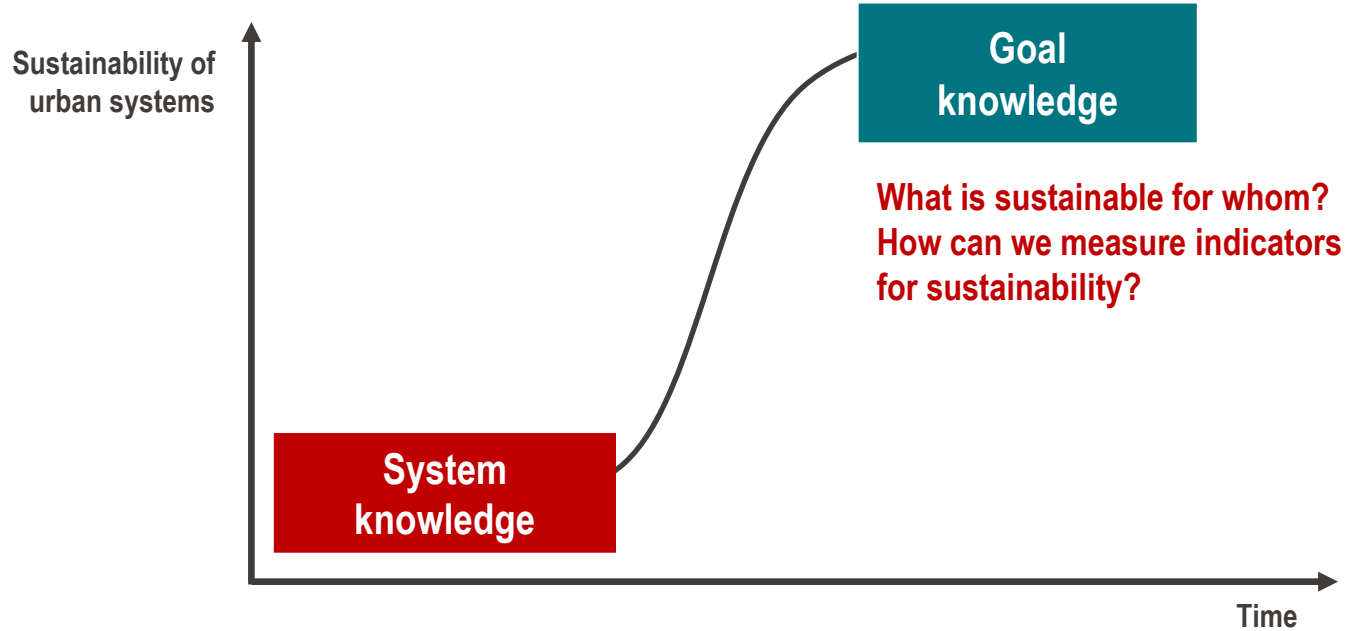 Sustainability of
urban systems
Goal
knowledge
What is sustainable for whom?
How can we measure indicators
for sustainability?
System
knowledge
Time